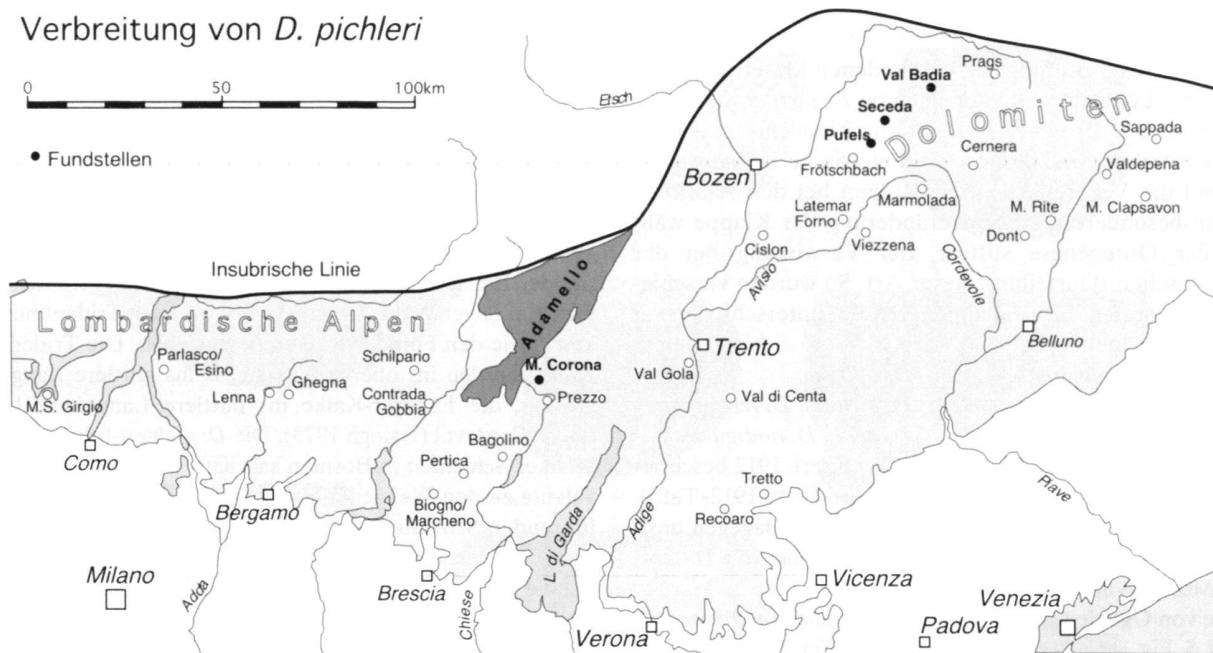 Verbreitung von D. pichleri
0 50 100km
Fundstellen
Etsch
Prags
Val Badia
Seceda
Pufels
Dolomiten
Sappada
Cernera
Frötschbach
Valdepena
Bozen
Marmolada
M. Clapsavon
Latemar
Forno
M. Rite
Viezzena
Dont
Cislon
Avisio
Cordevole
Insubrische Linie
Adamello
Lombardische Alpen
Belluno
Trento
Parlasco/
Esino
Schilpario
M. Corona
Val Gola
Ghegna
Lenna
Contrada
Gobbia
Prezzo
Val di Centa
M.S. Girgio
Como
Bagolino
Pertica
Tretto
Bergamo
Recoaro
Biogno/
Marcheno
L. di Garda
Adige
Piave
Milano
Adda
Brescia
Chiese
Vicenza
Venezia
Verona
Padova